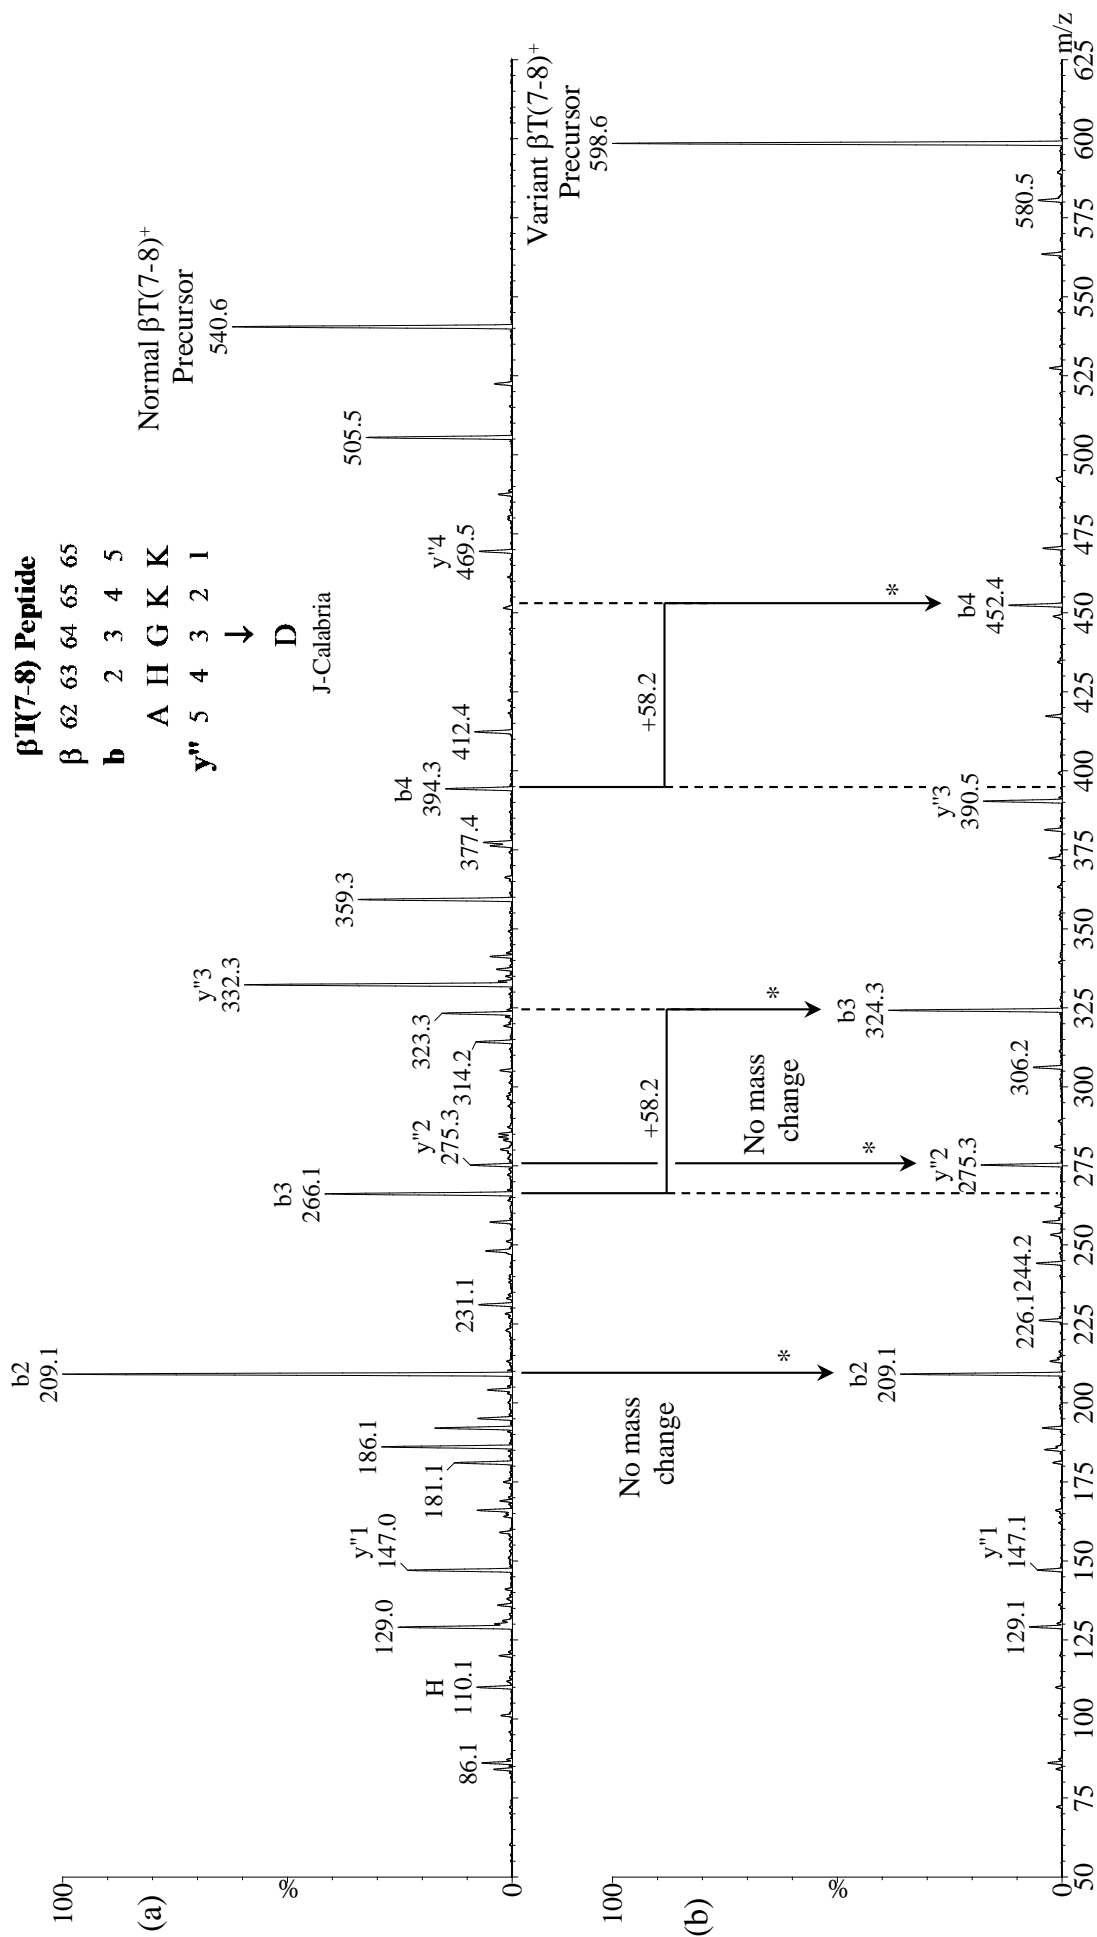 βT(7-8) Peptide
β 62 63 64 65 65
b 2 3 4 5
A H G K K
y" 5 4 3 2 1
↓
D
J-Calabria
(a)
100
%
0
86.1
H
110.1
129.0
y"1
147.0
181.1
186.1
b2
209.1
231.1
b3
266.1
y"2
275.3
314.2
323.3
y"3
332.3
359.3
377.4
b4
394.3
412.4
y"4
469.5
505.5
Normal βT(7-8)+
Precursor
540.6
No mass
change
*
+58.2
*
No mass
change
*
+58.2
*
(b)
100
%
0
129.1
y"1
147.1
b2
209.1
226.1
244.2
y"2
275.3
306.2
b3
324.3
y"3
390.5
b4
452.4
580.5
Variant βT(7-8)+
Precursor
598.6
50 75 100 125 150 175 200 225 250 275 300 325 350 375 400 425 450 475 500 525 550 575 600 625
m/z